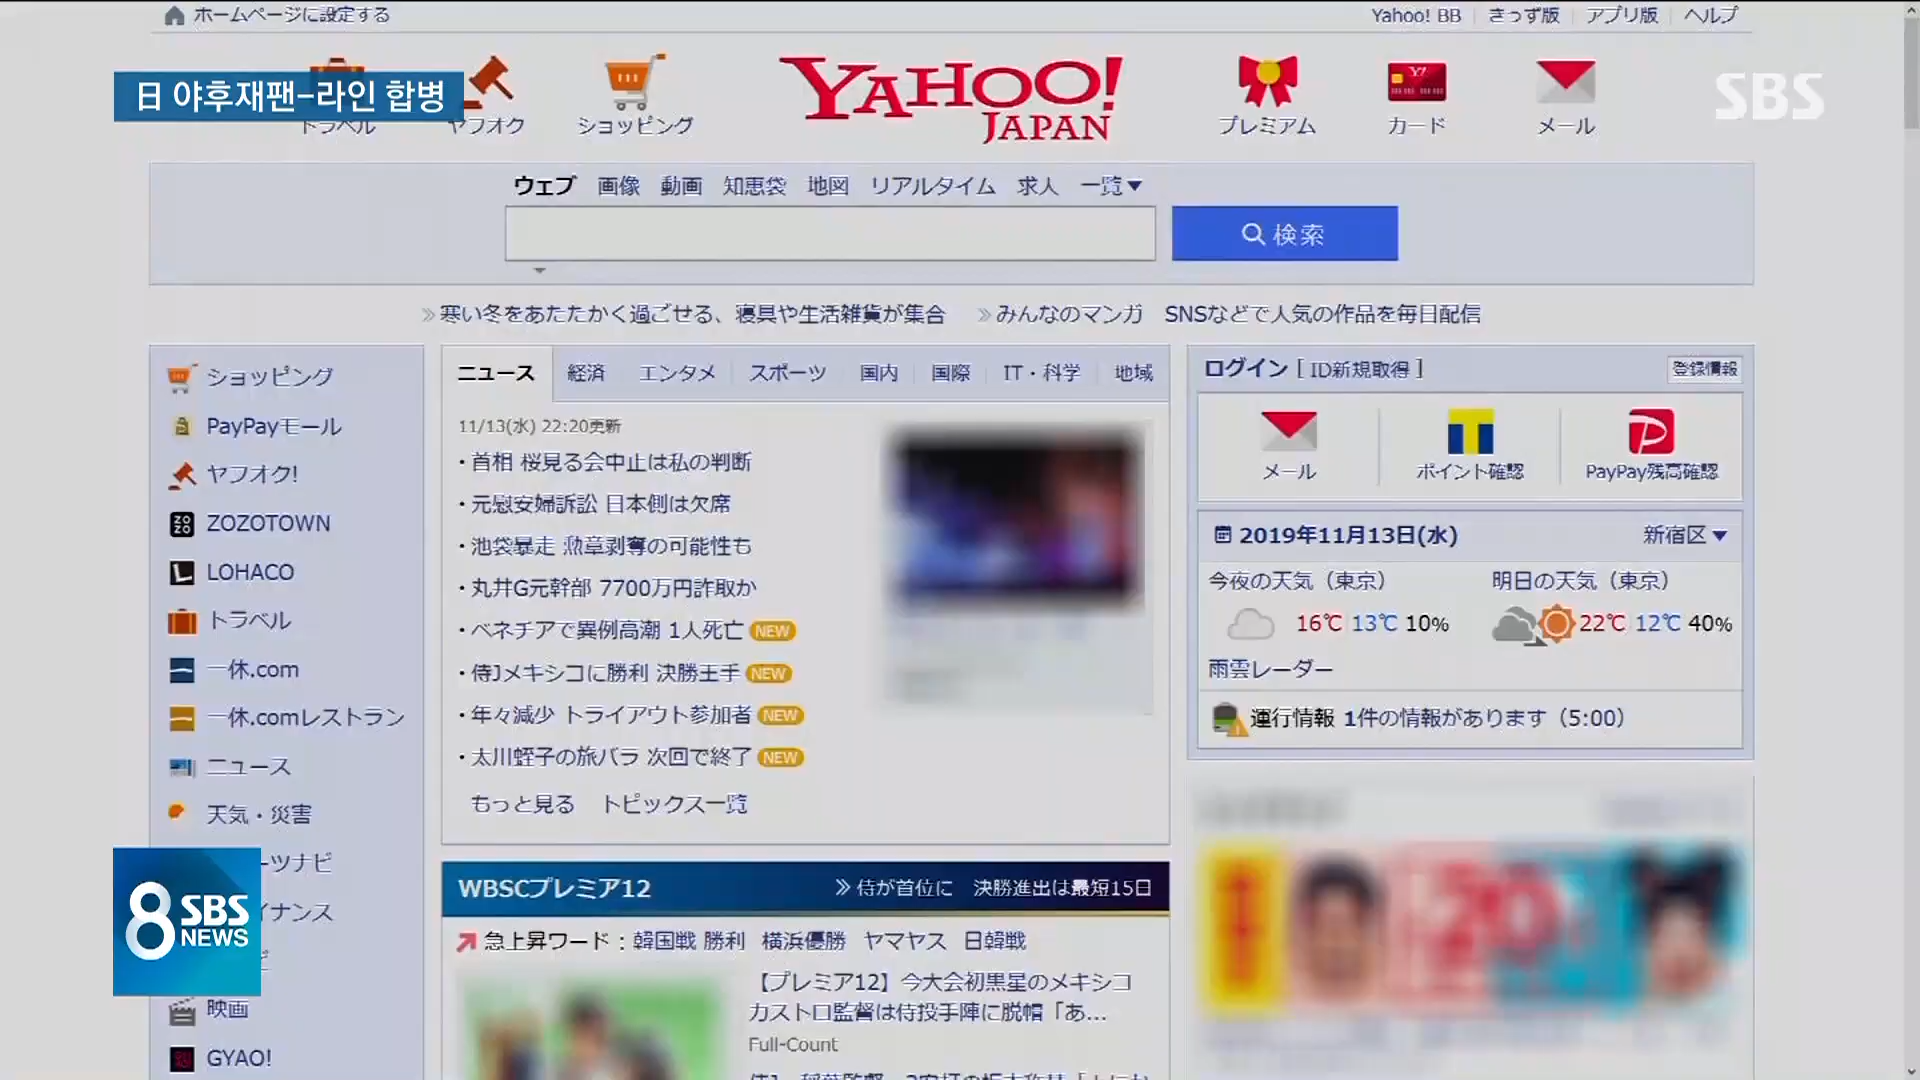 ホームページに設定する
Yahoo! BB きっず版 アプリ版 ヘルプ
日 야후재팬-라인 합병
SBS
YAHOO!
JAPAN
トラベル ヤフオク ショッピング プレミアム カード メール
ウェブ 画像 動画 知恵袋 地図 リアルタイム 求人 一覧▼
検索
寒い冬をあたたかく過ごせる、寝具や生活雑貨が集合 みんなのマンガ SNSなどで人気の作品を毎日配信
ショッピング
PayPayモール
ヤフオク!
ZOZOTOWN
LOHACO
トラベル
一休.com
一休.comレストラン
ニュース
天気・災害
ーツナビ
イナンス
映画
GYAO!
8 SBS
NEWS
ニュース 経済 エンタメ スポーツ 国内 国際 IT・科学 地域
11/13(水) 22:20更新
・首相 桜見る会中止は私の判断
・元慰安婦訴訟 日本側は欠席
・池袋暴走 勲章剥奪の可能性も
・丸井G元幹部 7700万円詐取か
・ベネチアで異例高潮 1人死亡 NEW
・侍Jメキシコに勝利 決勝王手 NEW
・年々減少 トライアウト参加者 NEW
・太川蛭子の旅バラ 次回で終了 NEW
もっと見る トピックス一覧
WBSCプレミア12 侍が首位に 決勝進出は最短15日
急上昇ワード：韓国戦 勝利 横浜優勝 ヤマヤス 日韓戦
【プレミア12】今大会初黒星のメキシコ
カストロ監督は侍投手陣に脱帽「あ...
Full-Count
ログイン [ ID新規取得 ] 登録情報
メール ポイント確認 PayPay残高確認
2019年11月13日(水) 新宿区▼
今夜の天気（東京） 明日の天気（東京）
16℃ 13℃ 10% 22℃ 12℃ 40%
雨雲レーダー
運行情報 1件の情報があります（5:00）